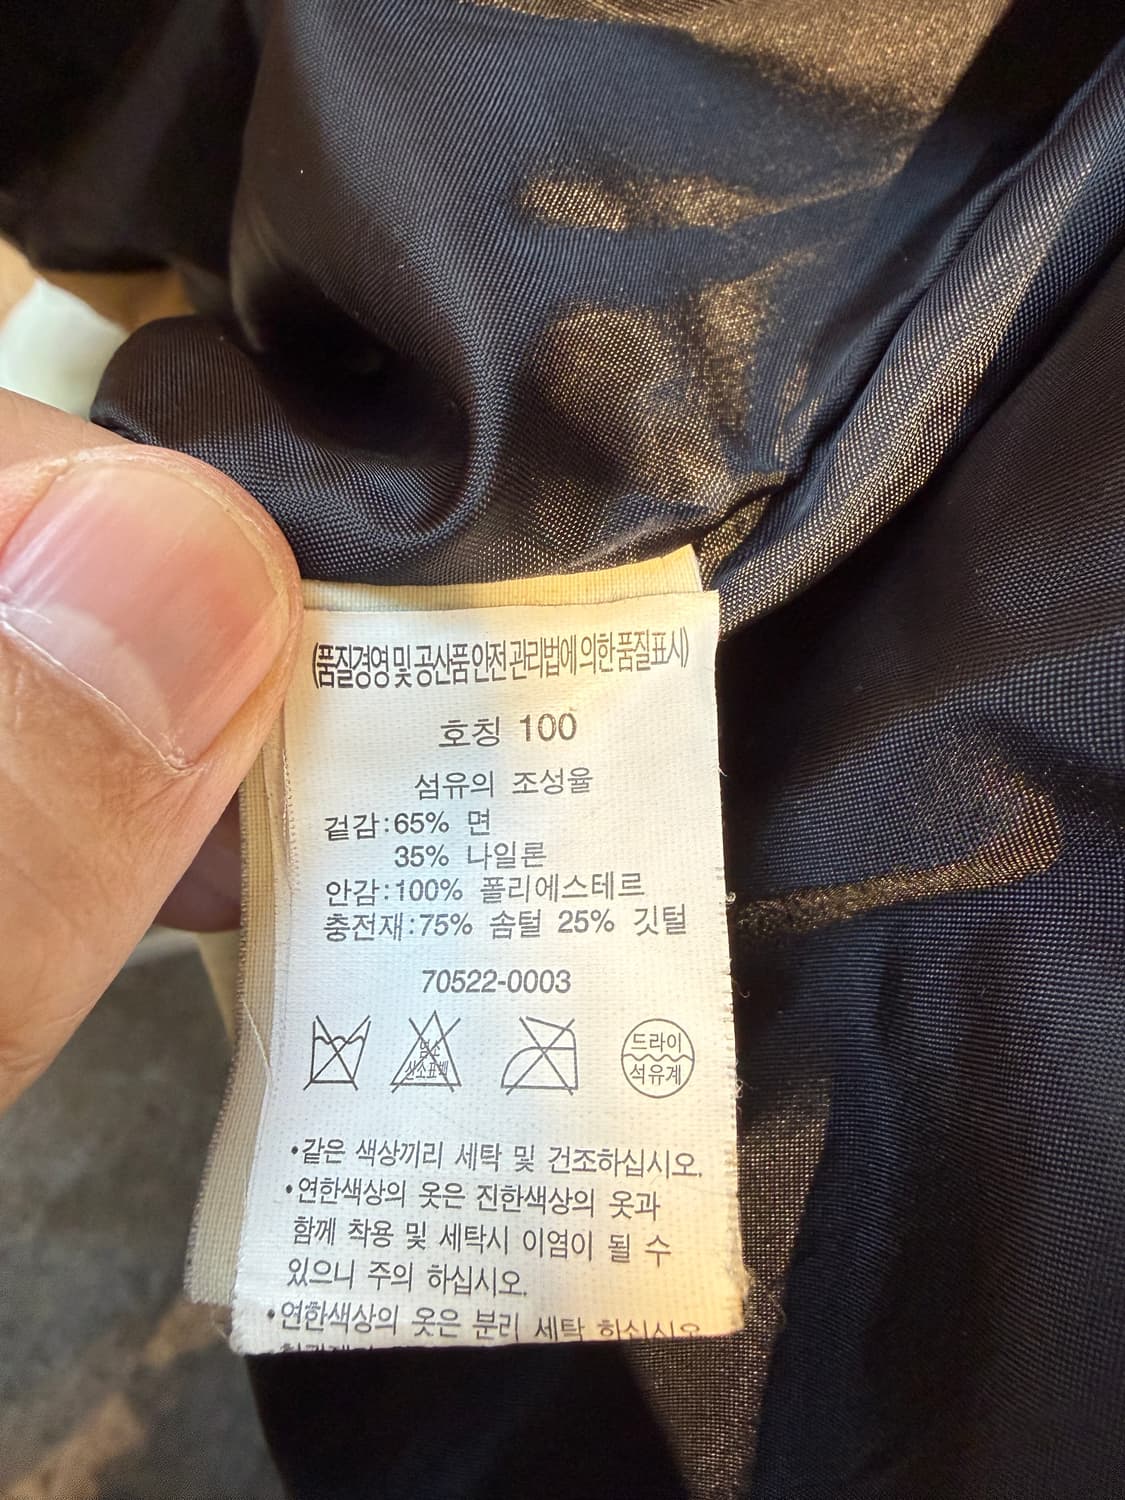 (품질경영 및 공산품 안전 관리법에 의한 품질표시)
호칭 100
섬유의 조성율
겉감:65% 면
35% 나일론
안감:100% 폴리에스테르
충전재:75% 솜털 25% 깃털
70522-0003
염소
산소표백
드라이
석유계
•같은 색상끼리 세탁 및 건조하십시오.
•연한색상의 옷은 진한색상의 옷과
함께 착용 및 세탁시 이염이 될 수
있으니 주의 하십시오.
•연한색상의 옷은 분리 세탁 하십시오